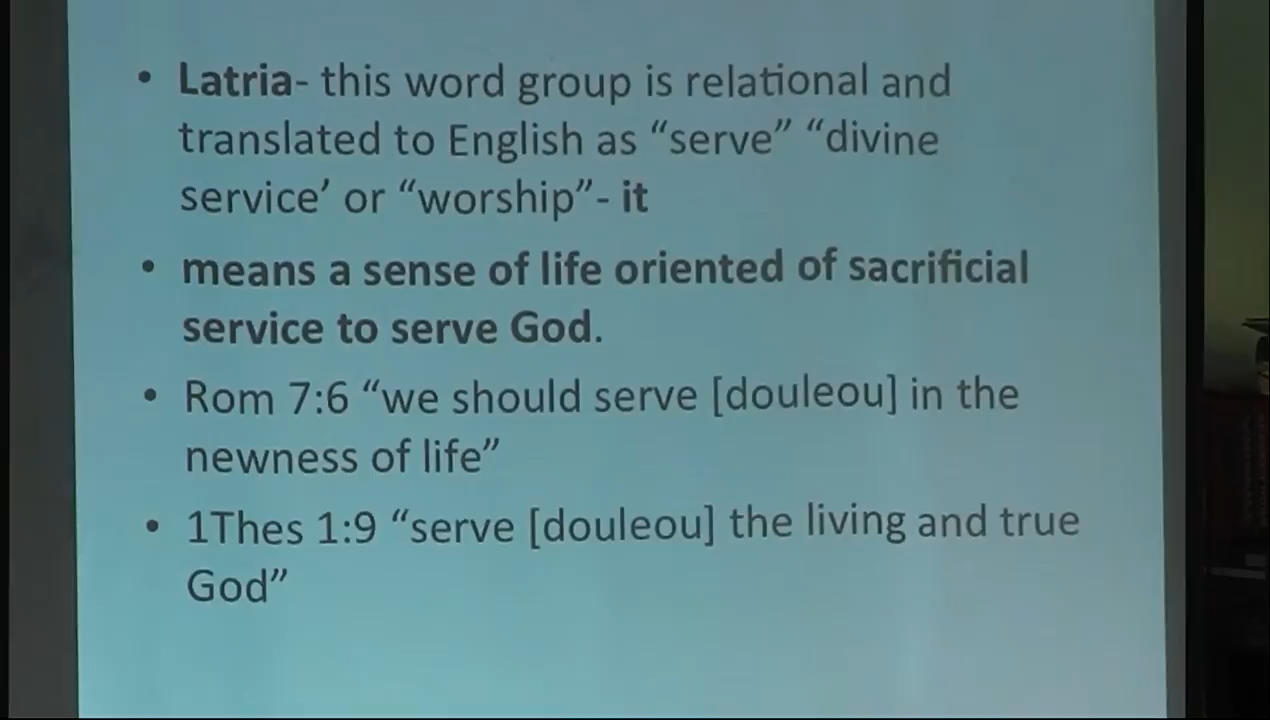 • Latria- this word group is relational and
translated to English as “serve” “divine
service’ or “worship”- it
• means a sense of life oriented of sacrificial
service to serve God.
• Rom 7:6 “we should serve [douleou] in the
newness of life”
• 1Thes 1:9 “serve [douleou] the living and true
God”